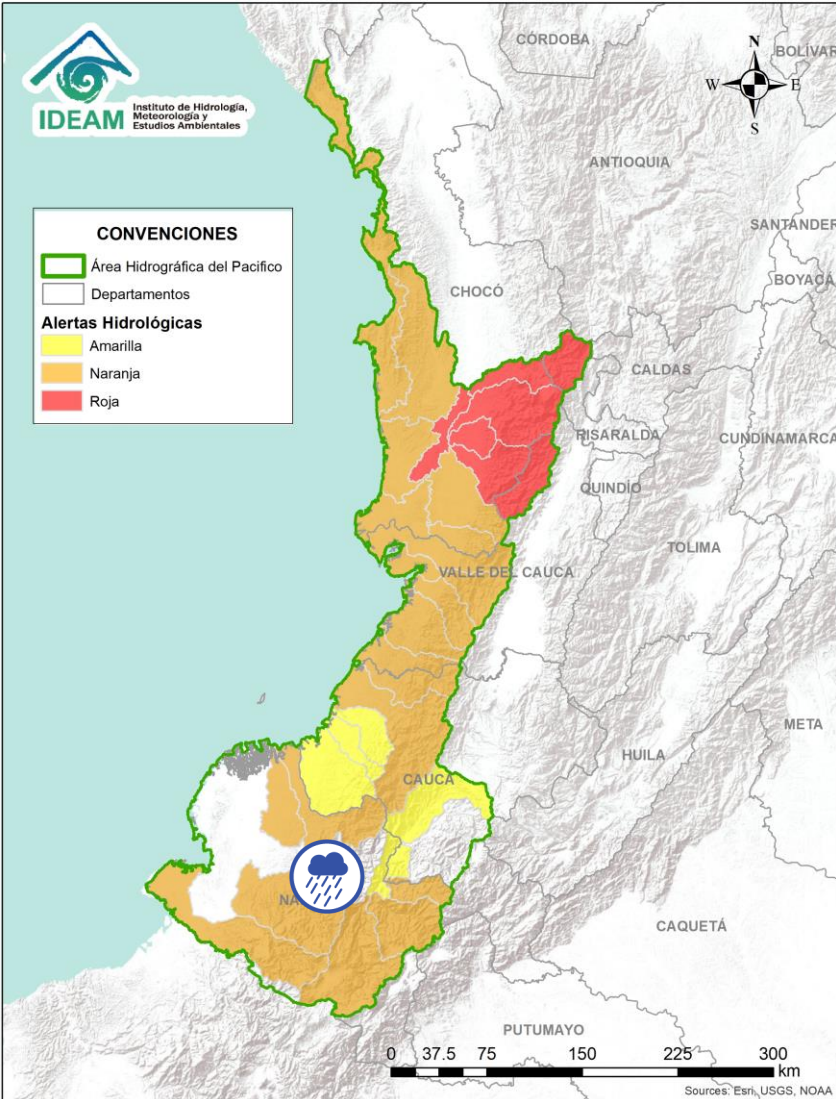 IDEAM
Instituto de Hidrología,
Meteorología y
Estudios Ambientales
CÓRDOBA
BOLÍVAR
N
W
E
S
ANTIOQUIA
SANTANDER
BOYACÁ
CONVENCIONES
Área Hidrográfica del Pacifico
Departamentos
Alertas Hidrológicas
Amarilla
Naranja
Roja
CHOCÓ
CALDAS
RISARALDA
CUNDINAMARCA
QUINDÍO
TOLIMA
VALLE DEL CAUCA
META
HUILA
CAUCA
NA
CAQUETÁ
PUTUMAYO
0 37.5 75 150 225 300
km
Sources: Esri, USGS, NOAA